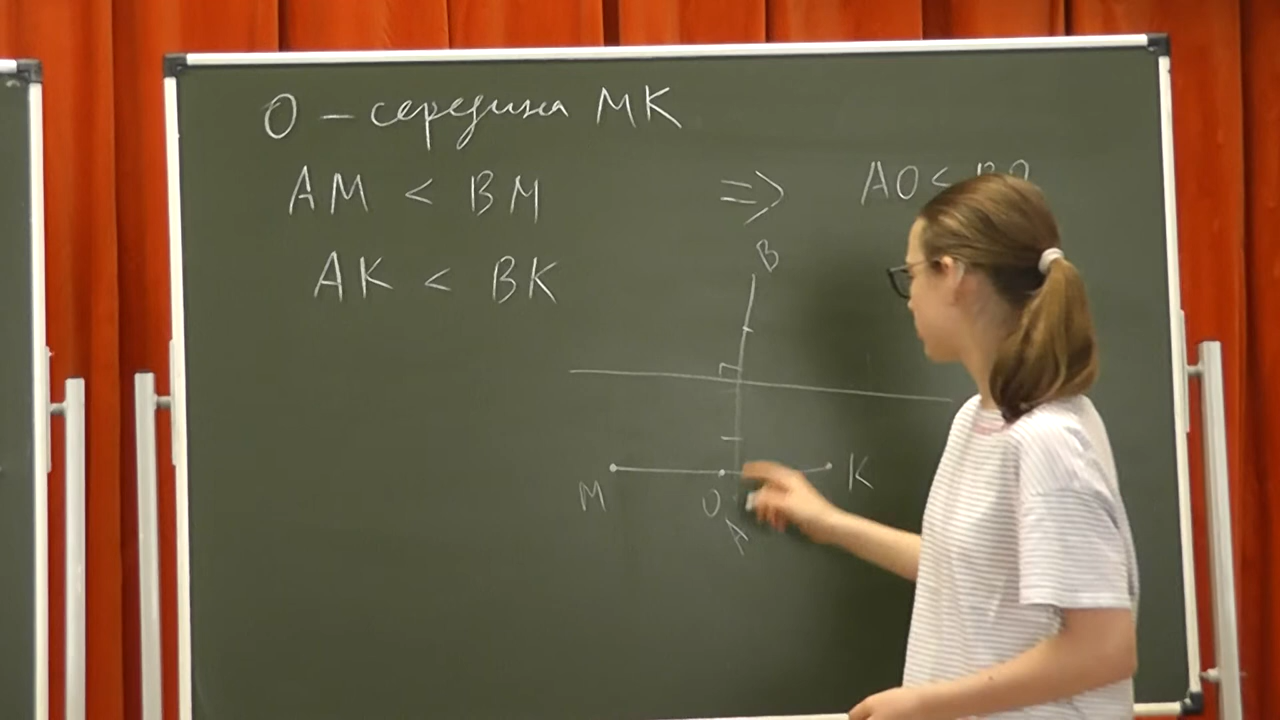 O – середина MK
AM < BM => AO < BO
AK < BK
B
M O K
A